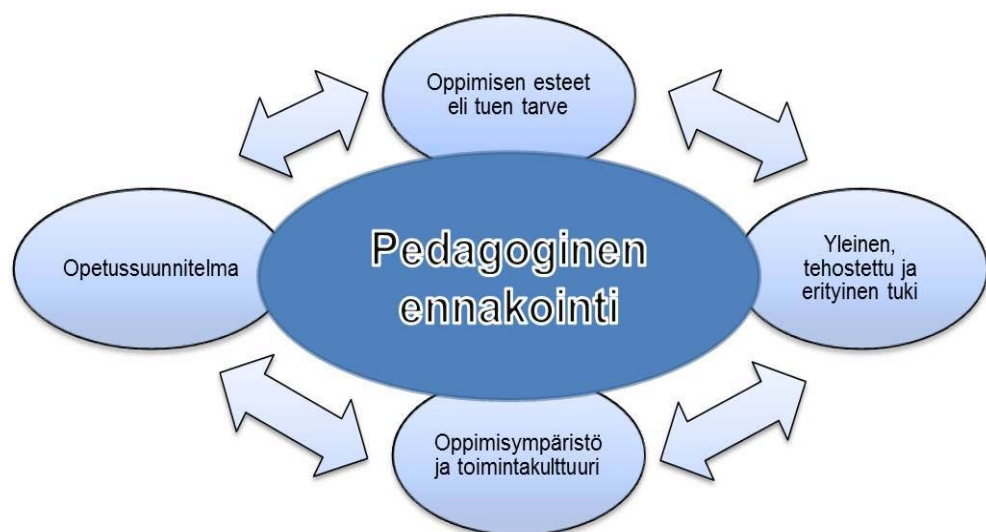 Oppimisen esteet
eli tuen tarve
Opetussuunnitelma
Pedagoginen
ennakointi
Yleinen,
tehostettu ja
erityinen tuki
Oppimisympäristö
ja toimintakulttuuri